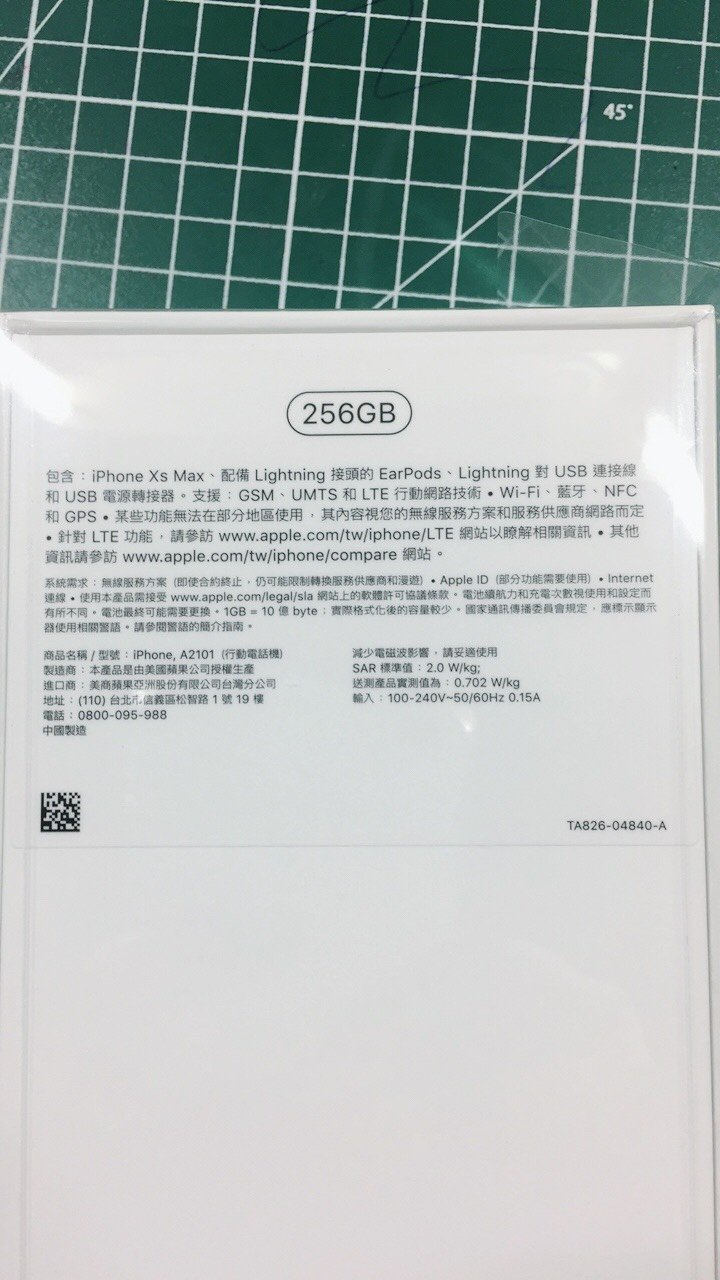 45°
256GB
包含：iPhone Xs Max、配備 Lightning 接頭的 EarPods、Lightning 對 USB 連接線
和 USB 電源轉接器。支援：GSM、UMTS 和 LTE 行動網路技術 • Wi-Fi、藍牙、NFC
和 GPS • 某些功能無法在部分地區使用，其內容視您的無線服務方案和服務供應商網路而定
• 針對 LTE 功能，請參訪 www.apple.com/tw/iphone/LTE 網站以瞭解相關資訊 • 其他
資訊請參訪 www.apple.com/tw/iphone/compare 網站。
系統需求：無線服務方案（即使合約終止，仍可能限制轉換服務供應商和漫遊）• Apple ID（部分功能需要使用）• Internet
連線 • 使用本產品需接受 www.apple.com/legal/sla 網站上的軟體許可協議條款。電池續航力和充電次數視使用和設定而
有所不同。電池最終可能需要更換。1GB = 10 億 byte；實際格式化後的容量較少。國家通訊傳播委員會規定，應標示顯示
器使用相關警語。請參閱警語的簡介指南。
商品名稱 / 型號：iPhone, A2101（行動電話機）
製造商：本產品是由美國蘋果公司授權生產
進口商：美商蘋果亞洲股份有限公司台灣分公司
地址：(110) 台北市信義區松智路 1 號 19 樓
電話：0800-095-988
中國製造
減少電磁波影響，請妥適使用
SAR 標準值：2.0 W/kg;
送測產品實測值為：0.702 W/kg
輸入：100-240V~50/60Hz 0.15A
TA826-04840-A